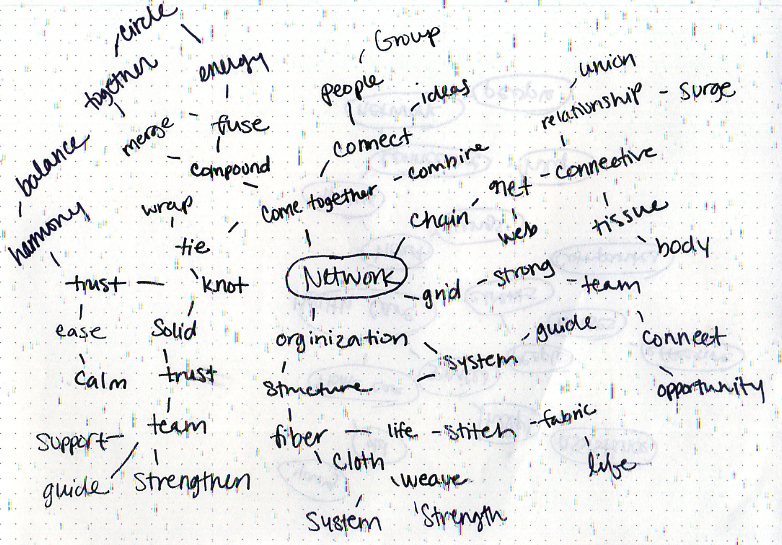 circle
together
energy
Group
people
ideas
union
relationship - surge
merge
fuse
connect
balance
compound
combine
net - connective
harmony
wrap
come together
chain
web
tissue
body
tie
trust — knot
Network
grid - strong - team
ease
Solid
orginization
guide
connect
calm
trust
structure
system
opportunity
support
team
fiber — life - stitch - fabric
life
guide
Strengthen
cloth
weave
System
Strength